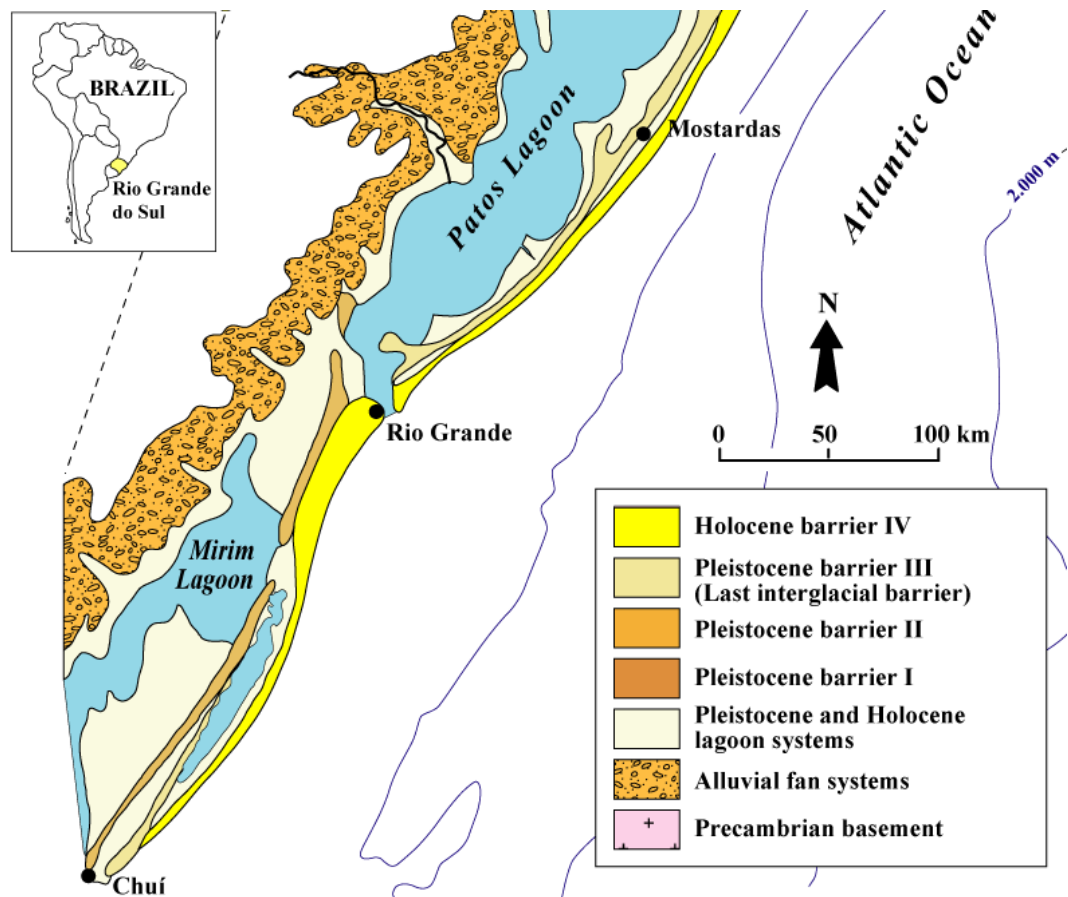 BRAZIL
Rio Grande
do Sul
Patos Lagoon
Mostardas
Atlantic Ocean
2.000 m
N
0 50 100 km
Rio Grande
Mirim
Lagoon
Chuí
Holocene barrier IV
Pleistocene barrier III
(Last interglacial barrier)
Pleistocene barrier II
Pleistocene barrier I
Pleistocene and Holocene
lagoon systems
Alluvial fan systems
Precambrian basement